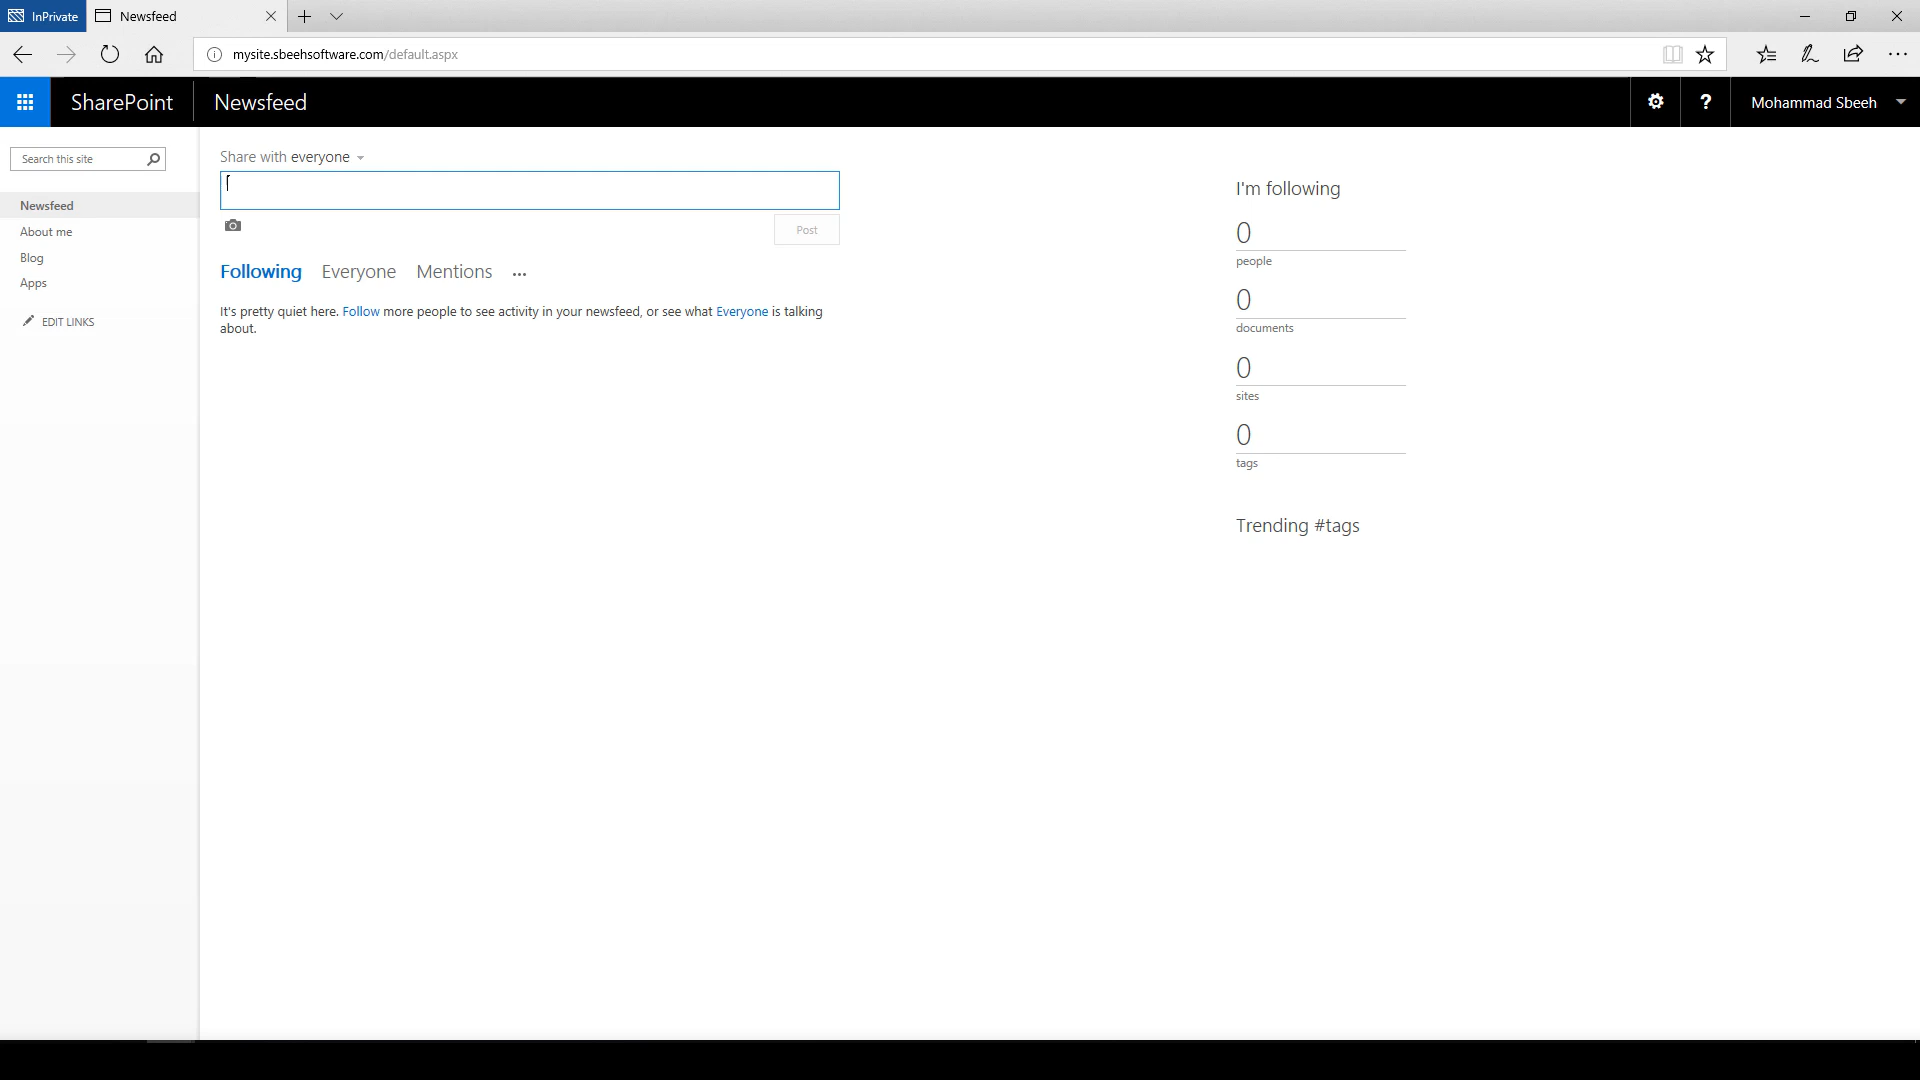 InPrivate
Newsfeed
mysite.sbeehsoftware.com/default.aspx
SharePoint
Newsfeed
?
Mohammad Sbeeh
Search this site
Newsfeed
About me
Blog
Apps
EDIT LINKS
Share with everyone
Post
Following
Everyone
Mentions
...
It's pretty quiet here. Follow more people to see activity in your newsfeed, or see what Everyone is talking
about.
I'm following
0
people
0
documents
0
sites
0
tags
Trending #tags